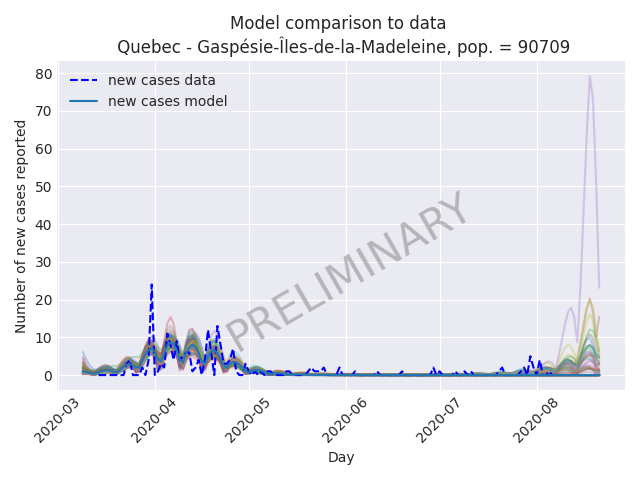 Model comparison to data
Quebec - Gaspésie-Îles-de-la-Madeleine, pop. = 90709
new cases data
new cases model
Number of new cases reported
80
70
60
50
40
30
20
10
0
PRELIMINARY
2020-03
2020-04
2020-05
2020-06
2020-07
2020-08
Day